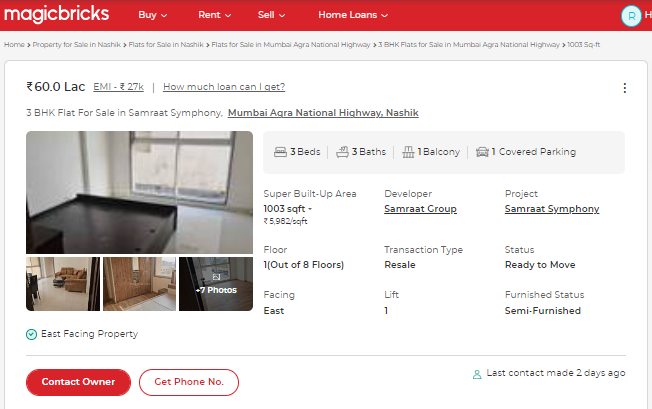 magicbricks Buy Rent Sell Home Loans R H
Home > Property for Sale in Nashik > Flats for Sale in Nashik > Flats for Sale in Mumbai Agra National Highway > 3 BHK Flats for Sale in Mumbai Agra National Highway > 1003 Sq-ft
₹60.0 Lac EMI - ₹ 27k | How much loan can I get?
3 BHK Flat For Sale in Samraat Symphony, Mumbai Agra National Highway, Nashik
3 Beds 3 Baths 1 Balcony 1 Covered Parking
Super Built-Up Area Developer Project
1003 sqft Samraat Group Samraat Symphony
₹5,982/sqft
Floor Transaction Type Status
1(Out of 8 Floors) Resale Ready to Move
+7 Photos
Facing Lift Furnished Status
East 1 Semi-Furnished
East Facing Property
Contact Owner Get Phone No. Last contact made 2 days ago